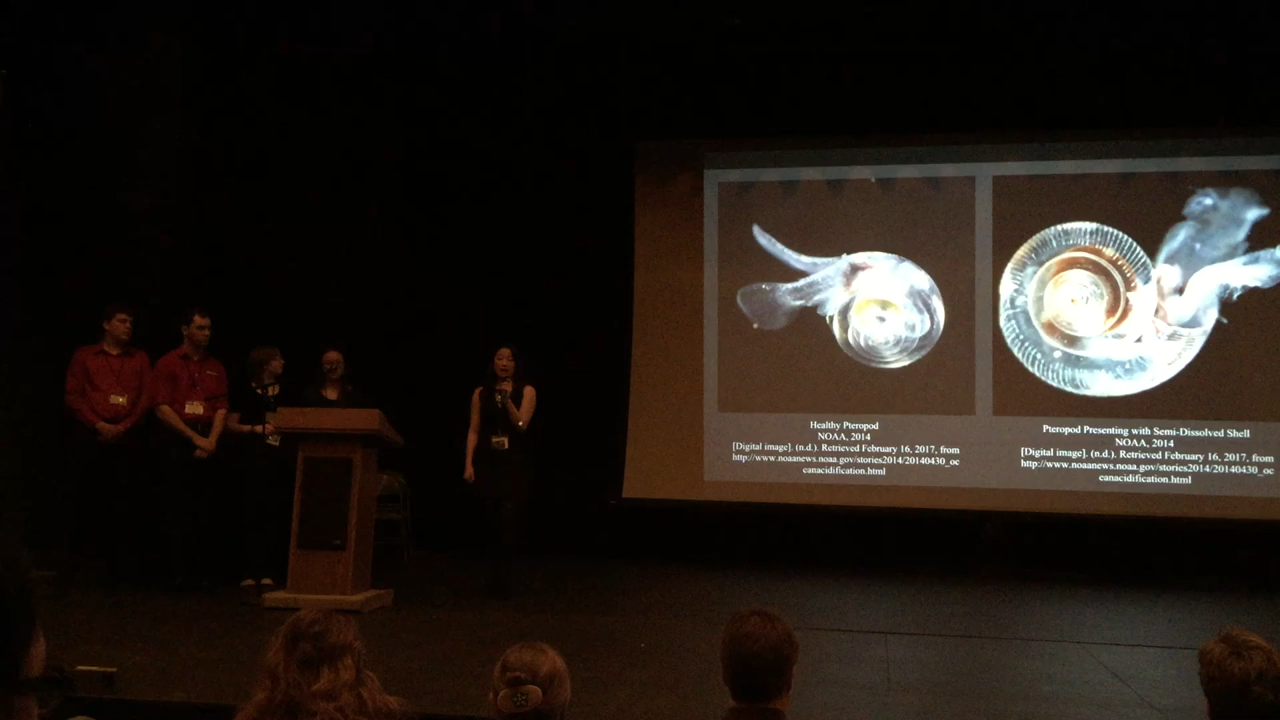 Healthy Pteropod
NOAA, 2014
[Digital image]. (n.d.). Retrieved February 16, 2017, from
http://www.noaanews.noaa.gov/stories2014/20140430_oc
eanacidification.html
Pteropod Presenting with Semi-Dissolved Shell
NOAA, 2014
[Digital image]. (n.d.). Retrieved February 16, 2017, from
http://www.noaanews.noaa.gov/stories2014/20140430_oc
eanacidification.html